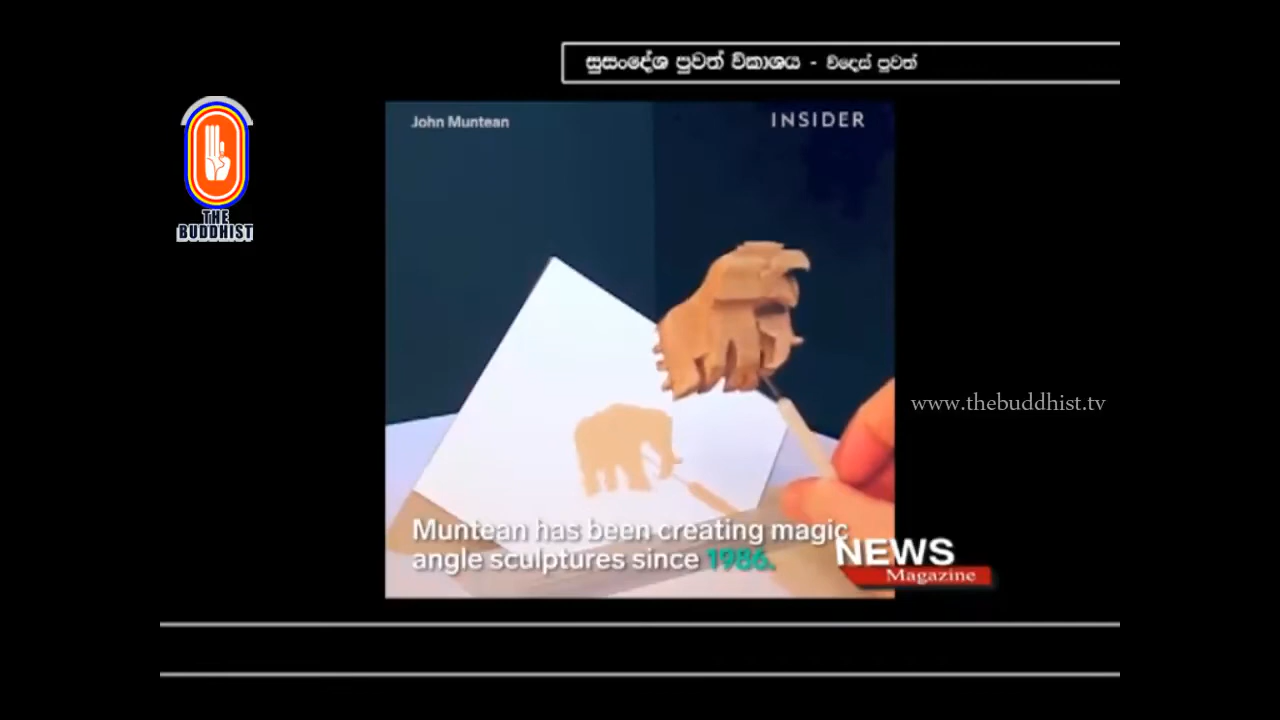 සුසංදේශ පුවත් විකාශය - විදෙස් පුවත්
John Muntean
INSIDER
THE
BUDDHIST
www.thebuddhist.tv
Muntean has been creating magic
angle sculptures since 1986.
NEWS
Magazine